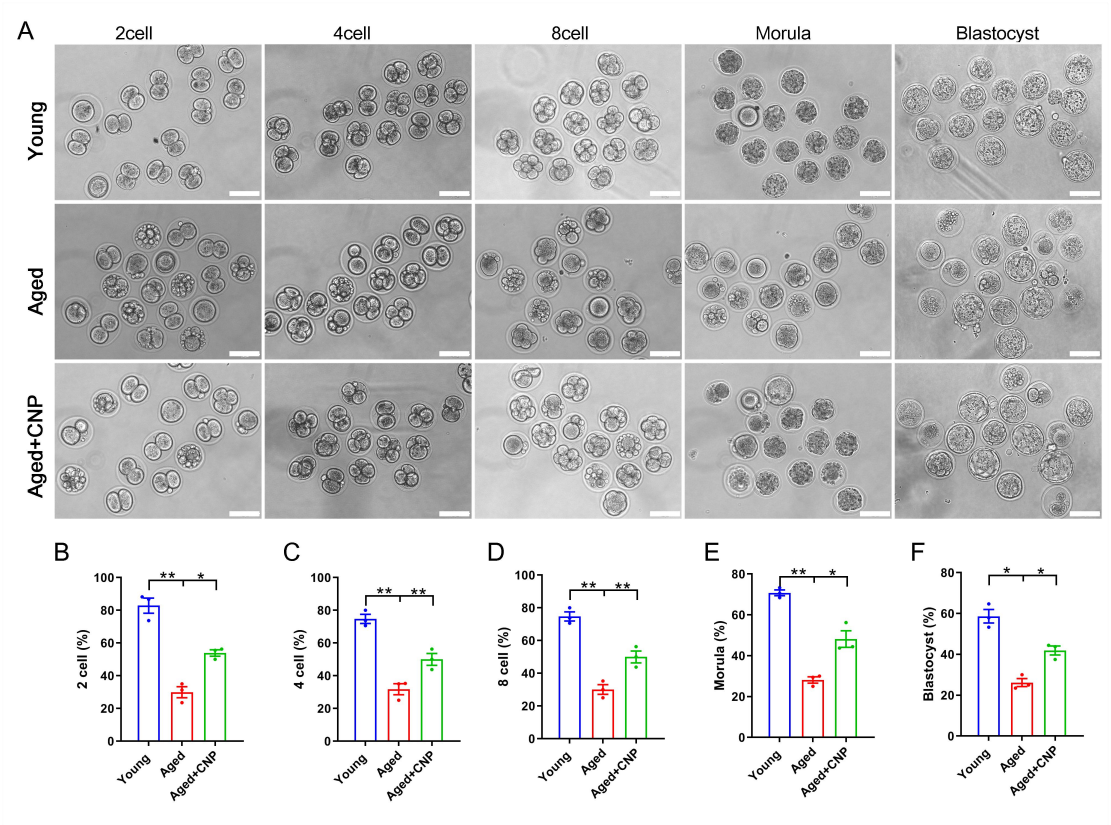 A
2cell 4cell 8cell Morula Blastocyst
Young
Aged
Aged+CNP
B C D E F
2 cell (%)
100
80
60
40
20
0
** *
Young Aged Aged+CNP
4 cell (%)
100
80
60
40
20
0
** **
Young Aged Aged+CNP
8 cell (%)
100
80
60
40
20
0
** **
Young Aged Aged+CNP
Morula (%)
80
60
40
20
0
** *
Young Aged Aged+CNP
Blastocyst (%)
80
60
40
20
0
* *
Young Aged Aged+CNP